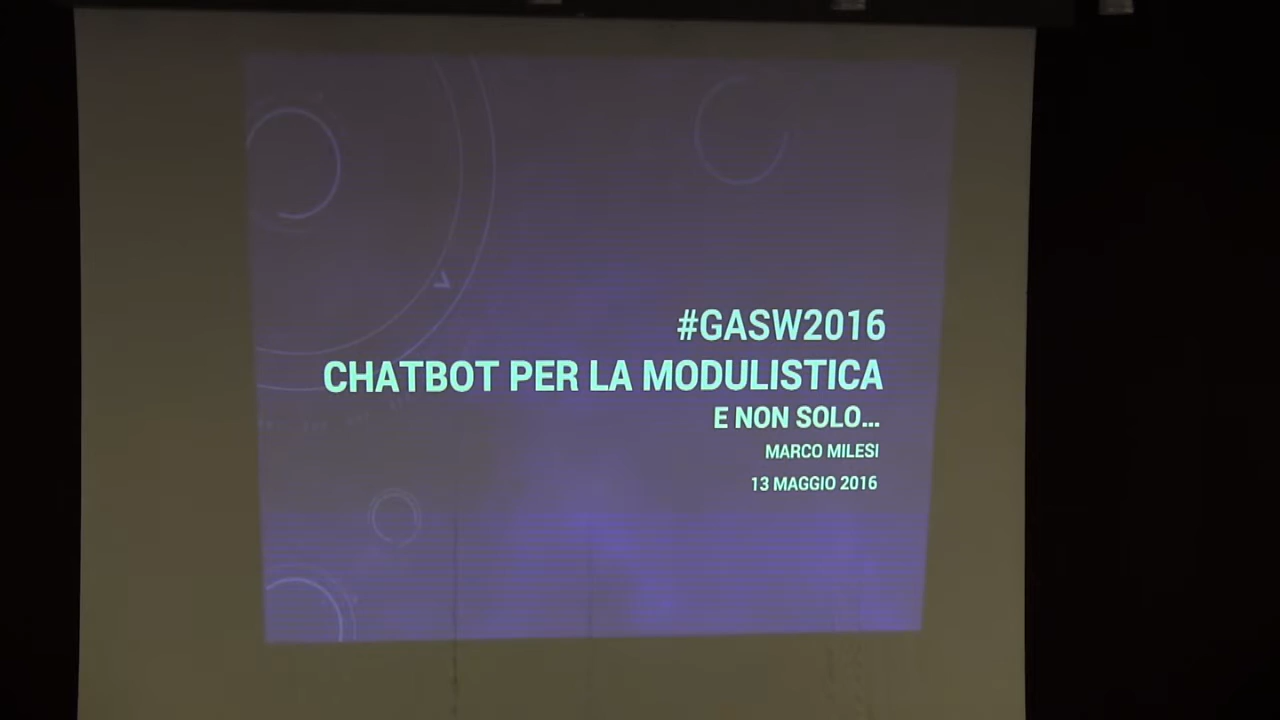 #GASW2016
CHATBOT PER LA MODULISTICA
E NON SOLO...
MARCO MILESI
13 MAGGIO 2016